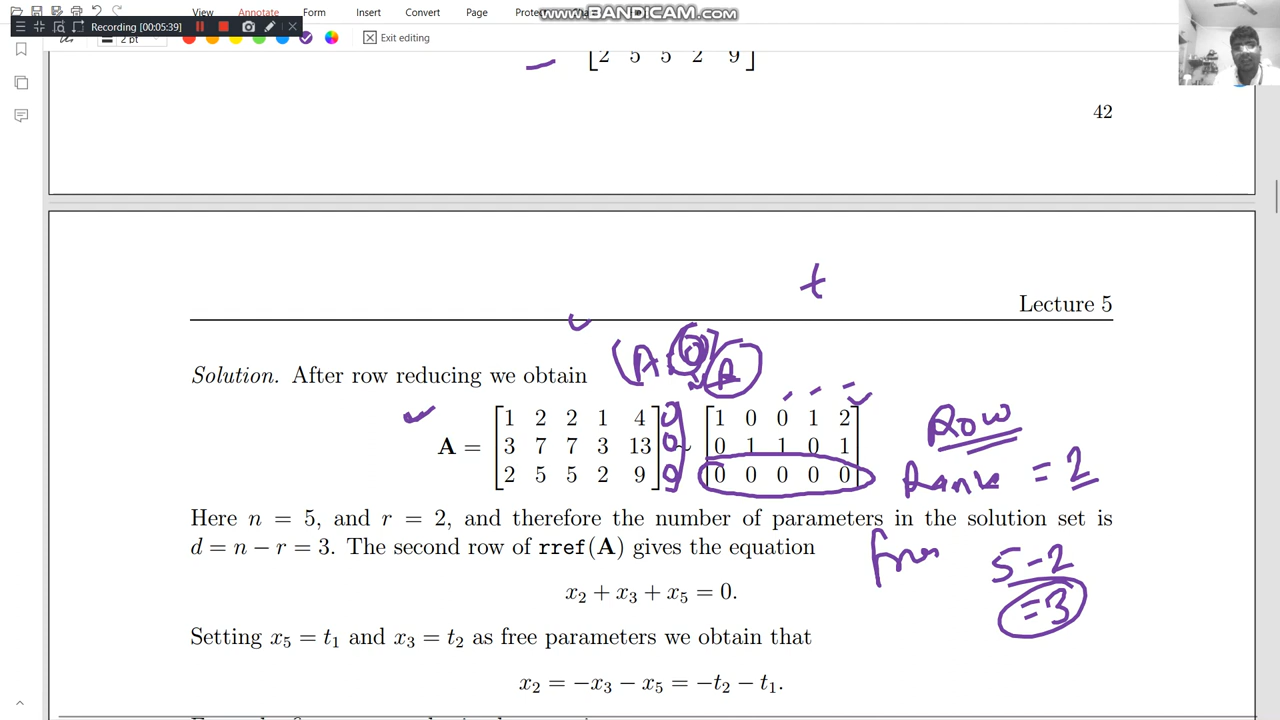 View Annotate Form Insert Convert Page
www.BANDICAM.com
Recording [00:05:39]
2 pt
Exit editing
2 5 5 2 9
42
t
Lecture 5
(A 0) A
Solution. After row reducing we obtain
A = [1 2 2 1 4 0 ~ [1 0 0 1 2]
3 7 7 3 13 0 0 1 1 0 1
2 5 5 2 9] 0 0 0 0 0 0
Row
Rank = 2
Here n = 5, and r = 2, and therefore the number of parameters in the solution set is
d = n − r = 3. The second row of rref(A) gives the equation
free 5 - 2
= 3
x₂ + x₃ + x₅ = 0.
Setting x₅ = t₁ and x₃ = t₂ as free parameters we obtain that
x₂ = −x₃ − x₅ = −t₂ − t₁.